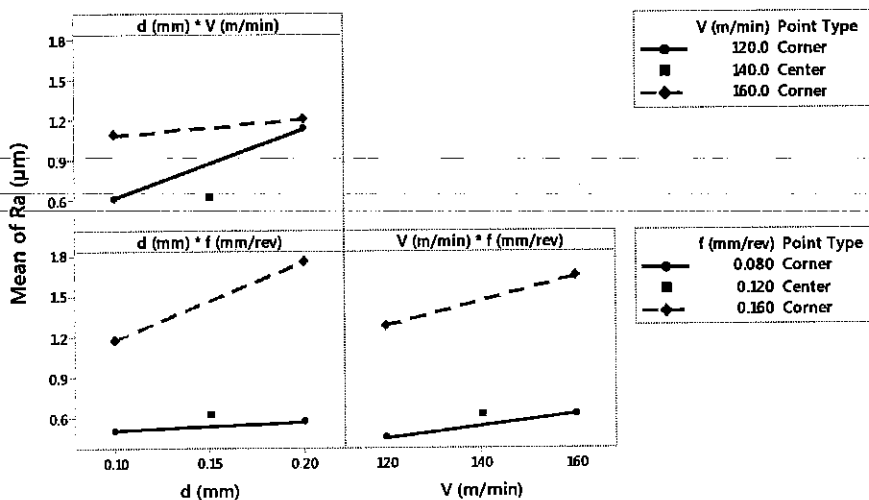 d (mm) * V (m/min)
1.8
1.5
1.2
0.9
0.6
V (m/min) Point Type
120.0 Corner
140.0 Center
160.0 Corner
Mean of Ra (µm)
d (mm) * f (mm/rev)
V (m/min) * f (mm/rev)
1.8
1.5
1.2
0.9
0.6
f (mm/rev) Point Type
0.080 Corner
0.120 Center
0.160 Corner
0.10 0.15 0.20 120 140 160
d (mm) V (m/min)